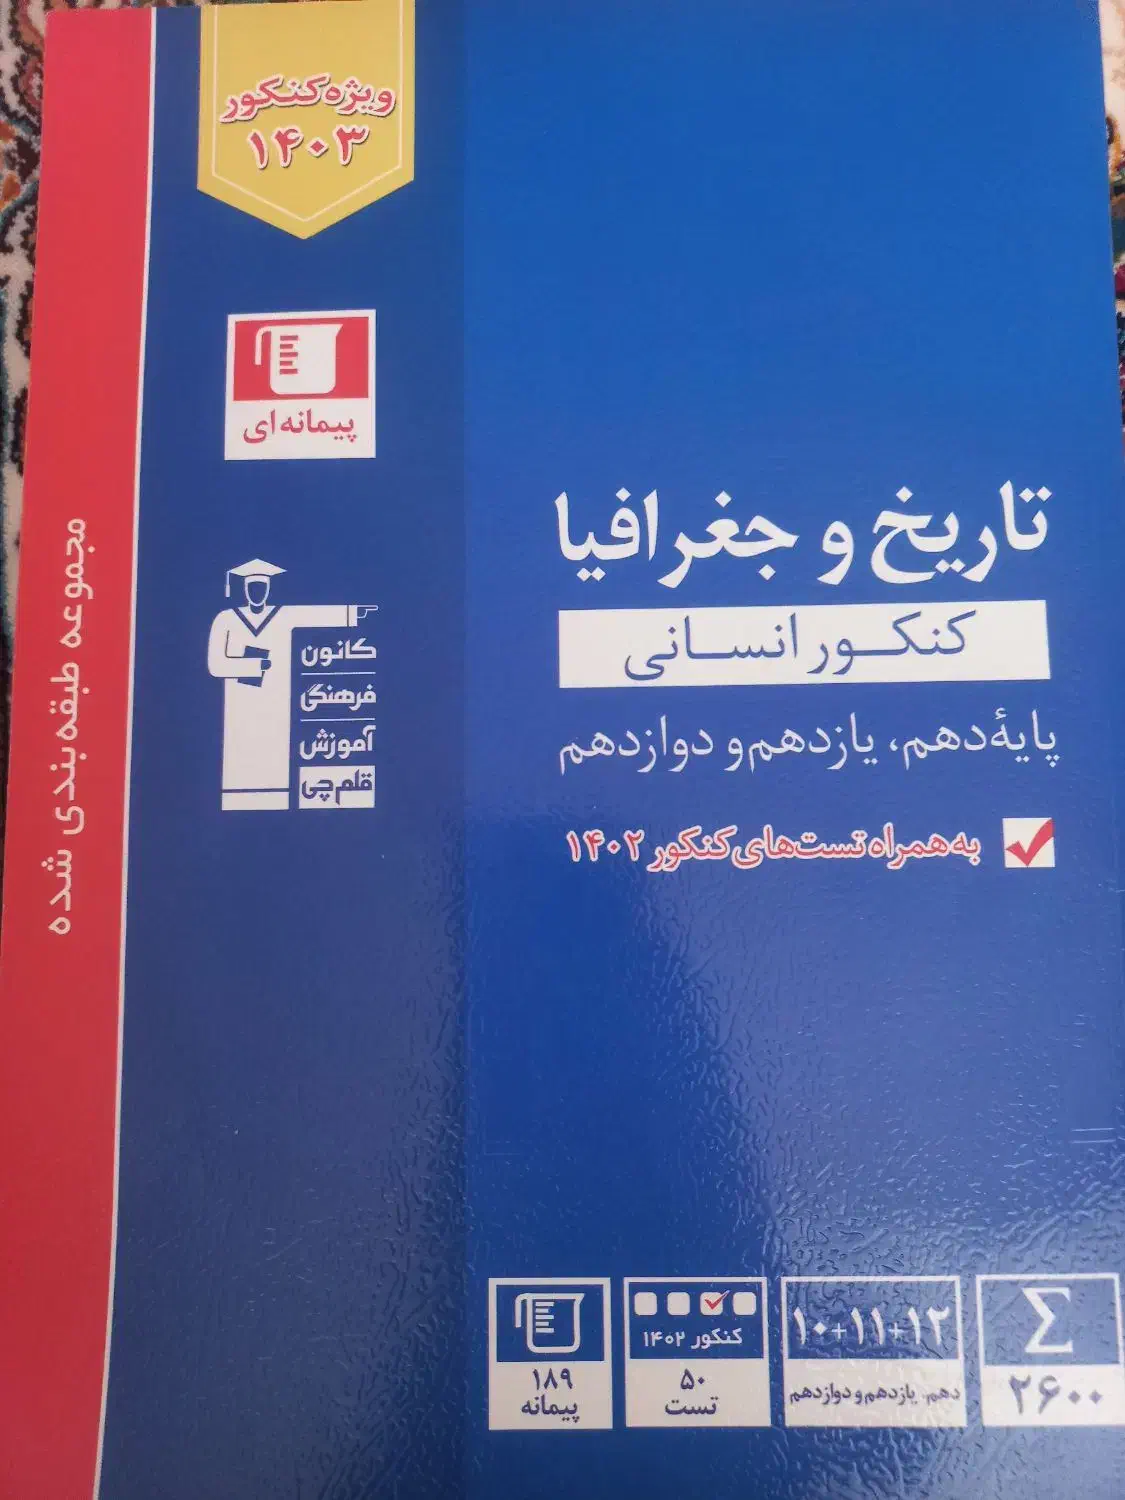 ویژه کنکور
۱۴۰۳
پیمانه‌ای
تاریخ و جغرافیا
کنکور انسانی
پایهٔ دهم، یازدهم و دوازدهم
به همراه تست‌های کنکور ۱۴۰۲
کانون
فرهنگی
آموزش
قلم‌چی
مجموعه طبقه‌بندی شده
Σ
۲۶۰۰
۱۰+۱۱+۱۲
دهم، یازدهم و دوازدهم
کنکور ۱۴۰۲
۵۰
تست
۱۸۹
پیمانه